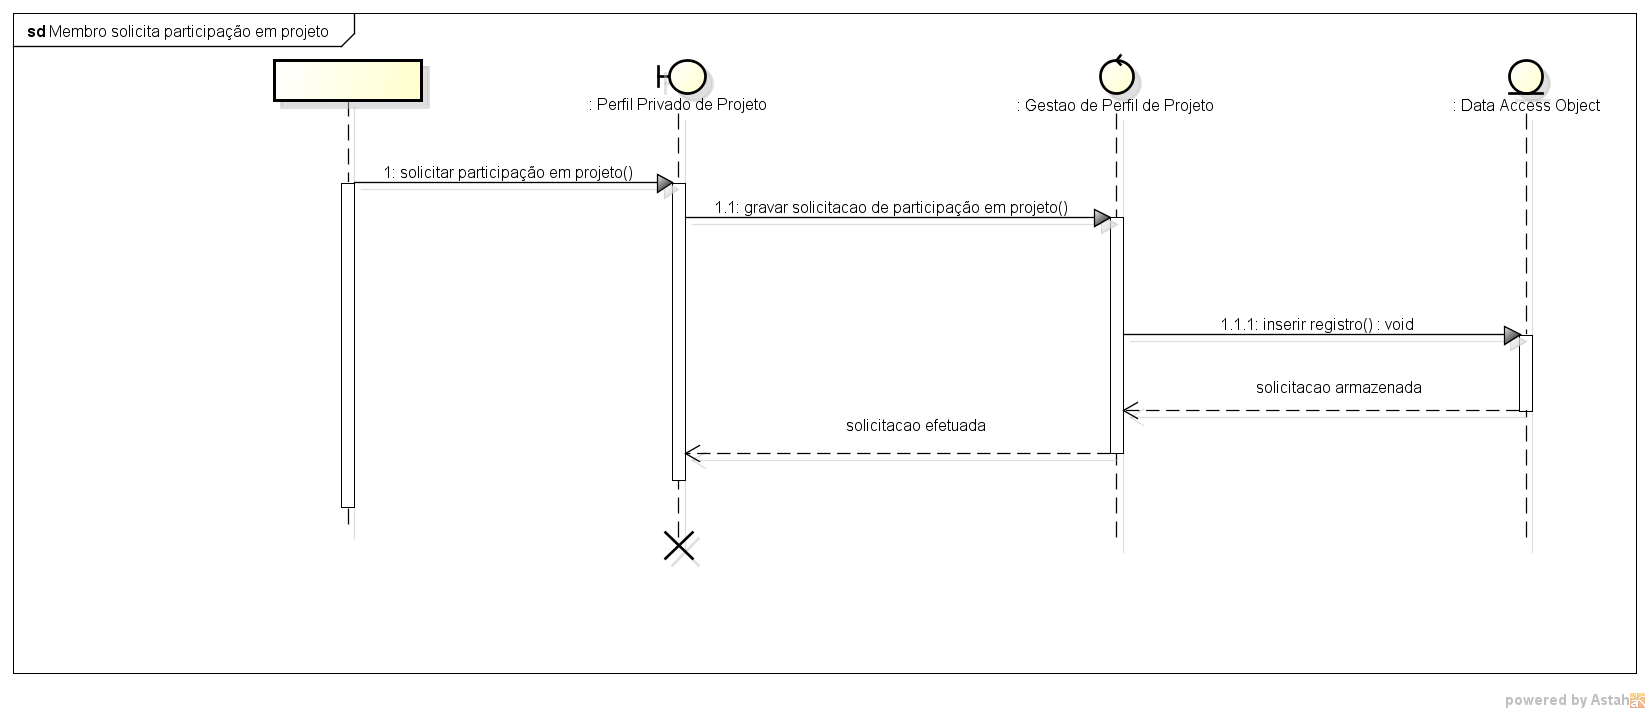 sd Membro solicita participação em projeto
: Perfil Privado de Projeto
: Gestao de Perfil de Projeto
: Data Access Object
1: solicitar participação em projeto()
1.1: gravar solicitacao de participação em projeto()
1.1.1: inserir registro() : void
solicitacao armazenada
solicitacao efetuada
powered by Astah